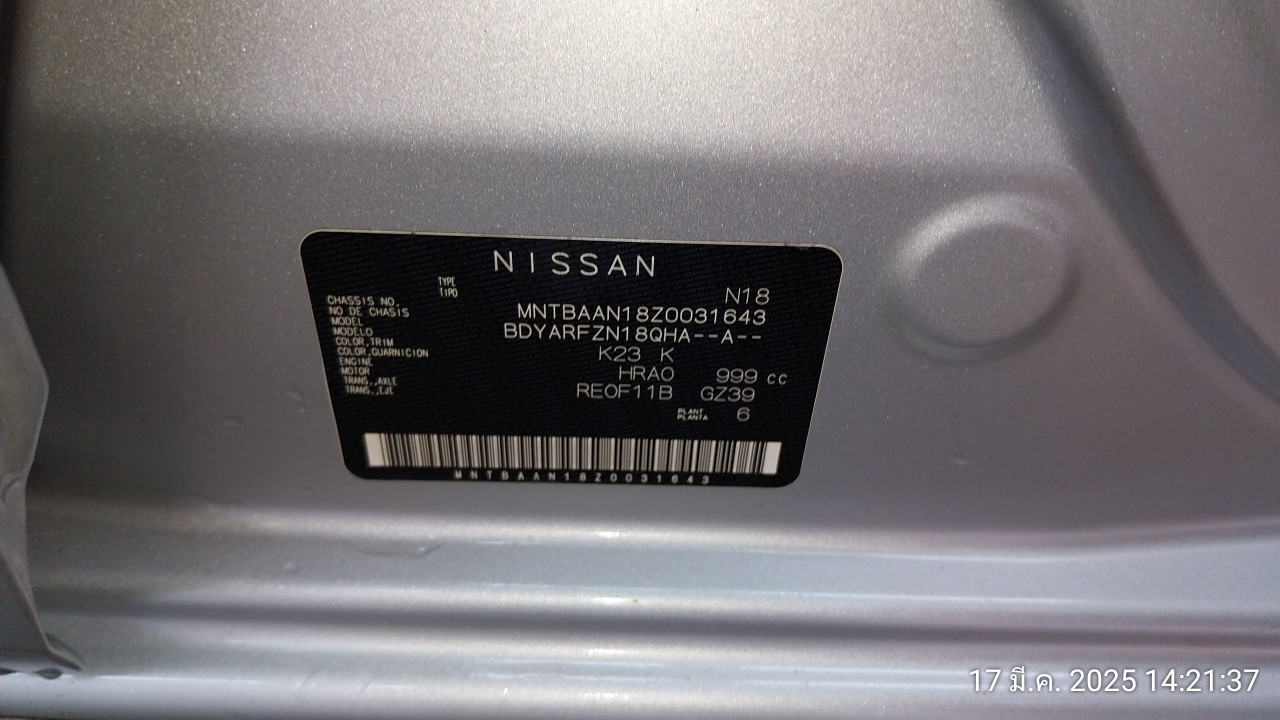 NISSAN
TYPE
TIPO
N18
CHASSIS NO.
NO DE CHASIS
MNTBAAN18Z0031643
MODEL
MODELO
BDYARFZN18QHA--A--
COLOR,TRIM
COLOR,GUARNICION
K23 K
ENGINE
MOTOR
HRA0 999 cc
TRANS.,AXLE
TRANS.,EJE
RE0F11B GZ39
PLANT
PLANTA
6
MNTBAAN18Z0031643
17 มี.ค. 2025 14:21:37